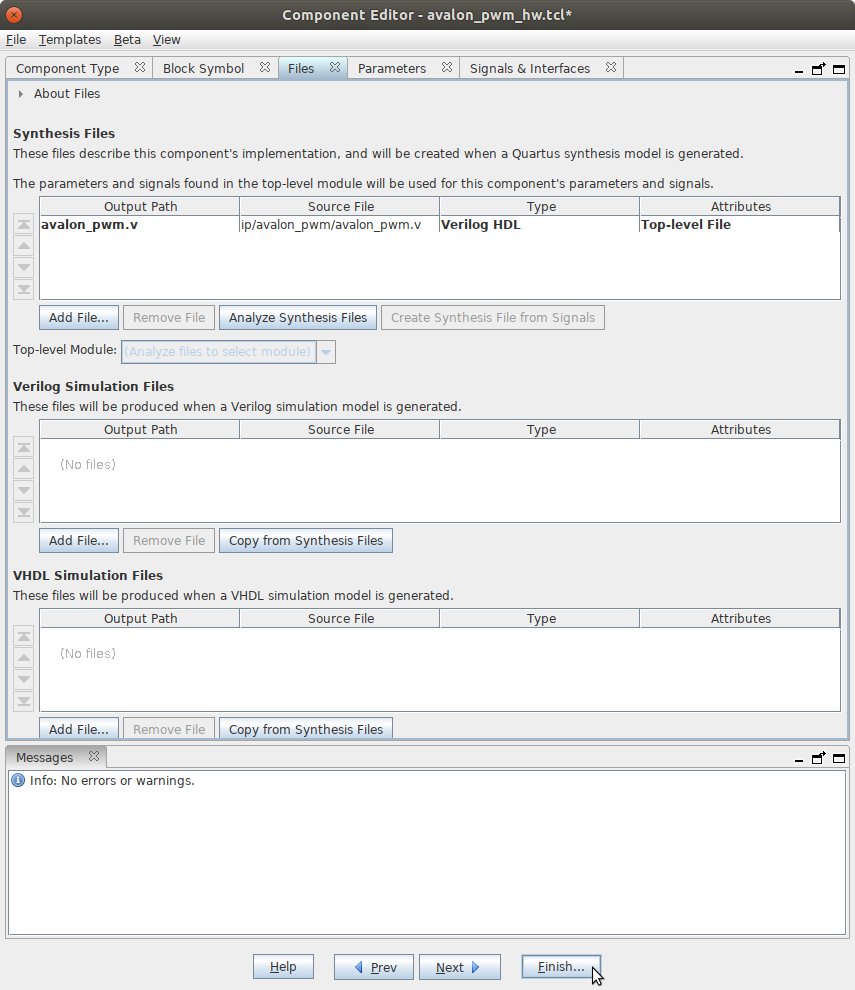 Component Editor - avalon_pwm_hw.tcl*
File Templates Beta View
Component Type Block Symbol Files Parameters Signals & Interfaces
About Files
Synthesis Files
These files describe this component's implementation, and will be created when a Quartus synthesis model is generated.
The parameters and signals found in the top-level module will be used for this component's parameters and signals.
Output Path Source File Type Attributes
avalon_pwm.v ip/avalon_pwm/avalon_pwm.v Verilog HDL Top-level File
Add File... Remove File Analyze Synthesis Files Create Synthesis File from Signals
Top-level Module: (Analyze files to select module)
Verilog Simulation Files
These files will be produced when a Verilog simulation model is generated.
Output Path Source File Type Attributes
(No files)
Add File... Remove File Copy from Synthesis Files
VHDL Simulation Files
These files will be produced when a VHDL simulation model is generated.
Output Path Source File Type Attributes
(No files)
Add File... Remove File Copy from Synthesis Files
Messages
Info: No errors or warnings.
Help Prev Next Finish...